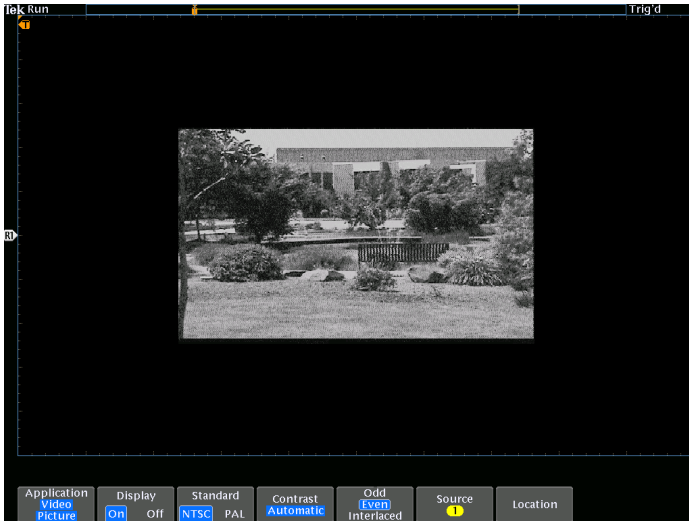 Tek Run Trig'd
T
R1
Application
Video
Picture
Display
On Off
Standard
NTSC PAL
Contrast
Automatic
Odd
Even
Interlaced
Source
1
Location